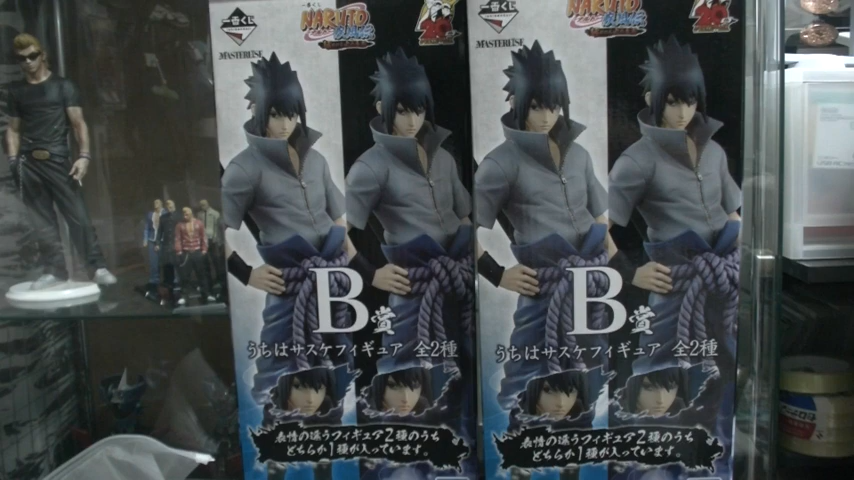 一番くじ
一番くじ
NARUTO
MASTERLISE
B賞
うちはサスケフィギュア 全2種
表情の違うフィギュア2種のうち
どちらか1種が入っています。
一番くじ
NARUTO
MASTERLISE
B賞
うちはサスケフィギュア 全2種
表情の違うフィギュア2種のうち
どちらか1種が入っています。